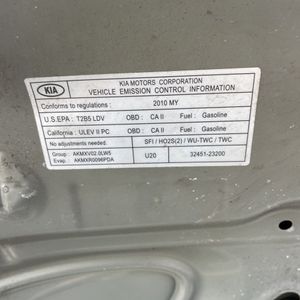 KIA
KIA MOTORS CORPORATION
VEHICLE EMISSION CONTROL INFORMATION
Conforms to regulations : 2010 MY
U.S.EPA : T2B5 LDV OBD : CA II Fuel : Gasoline
California : ULEV II PC OBD : CA II Fuel : Gasoline
No adjustments needed. SFI / HO2S(2) / WU-TWC / TWC
Group : AKMXV02.0LW5
Evap. : AKMXR0096PDA
U20 32451-23200